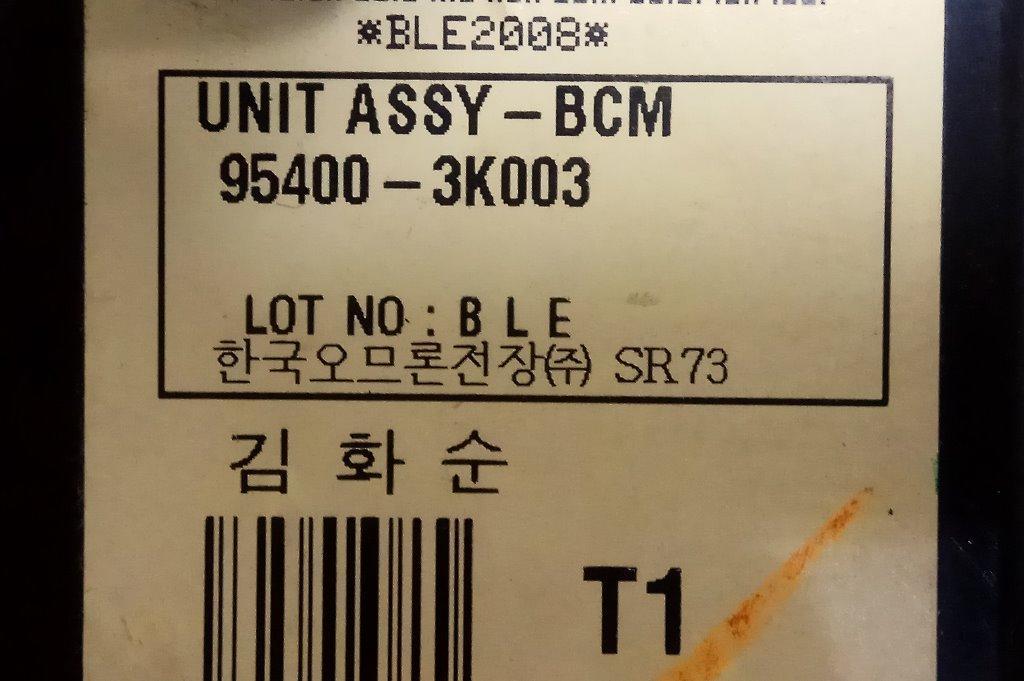 *BLE2008*
UNIT ASSY – BCM
95400 – 3K003
LOT NO : B L E
한국오므론전장㈜ SR73
김 화 순
T1